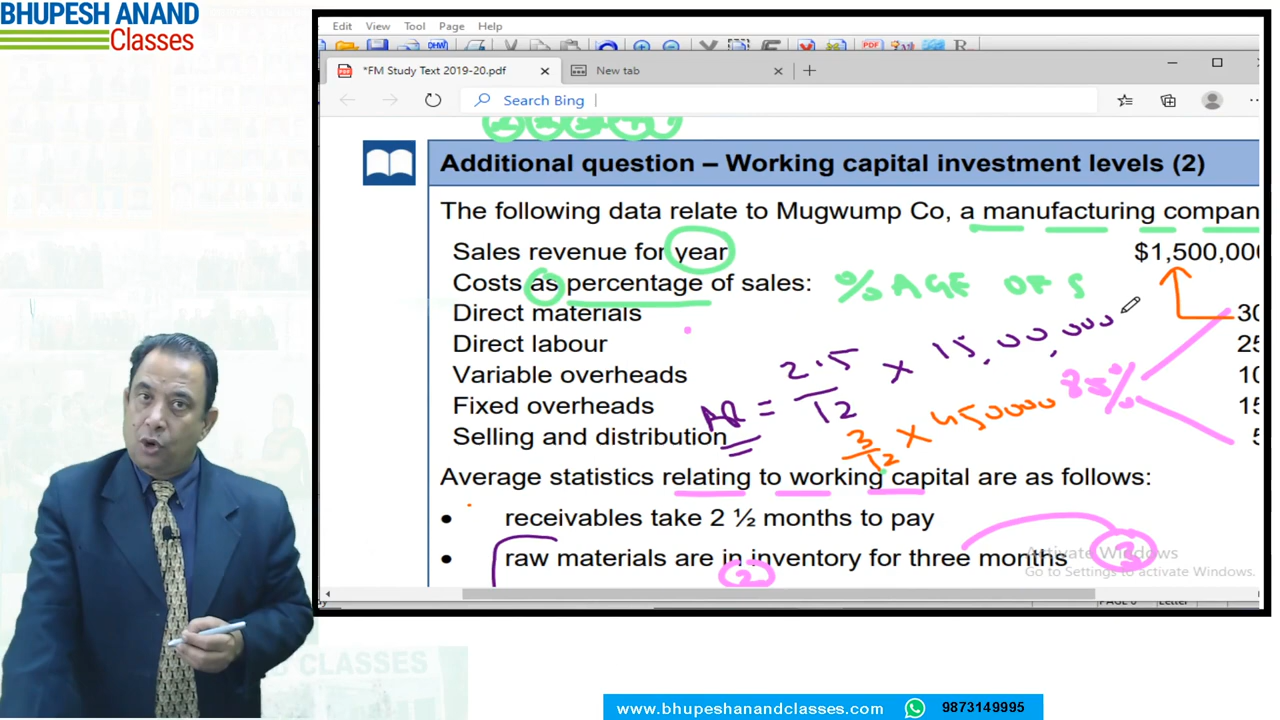 BHUPESH ANAND
Classes
Edit View Tool Page Help
*FM Study Text 2019-20.pdf
New tab
Search Bing
Additional question – Working capital investment levels (2)
The following data relate to Mugwump Co, a manufacturing compan
Sales revenue for year $1,500,000
Costs as percentage of sales: % AGE OF S
Direct materials 30
Direct labour 25
Variable overheads 10
Fixed overheads 15
Selling and distribution 5
AR = 2.5/12 × 15,00,000
3/12 × 450000
85%
Average statistics relating to working capital are as follows:
• receivables take 2 ½ months to pay
• raw materials are in inventory for three months
2
3
Activate Windows
Go to Settings to activate Windows.
CLASSES
www.bhupeshanandclasses.com 9873149995